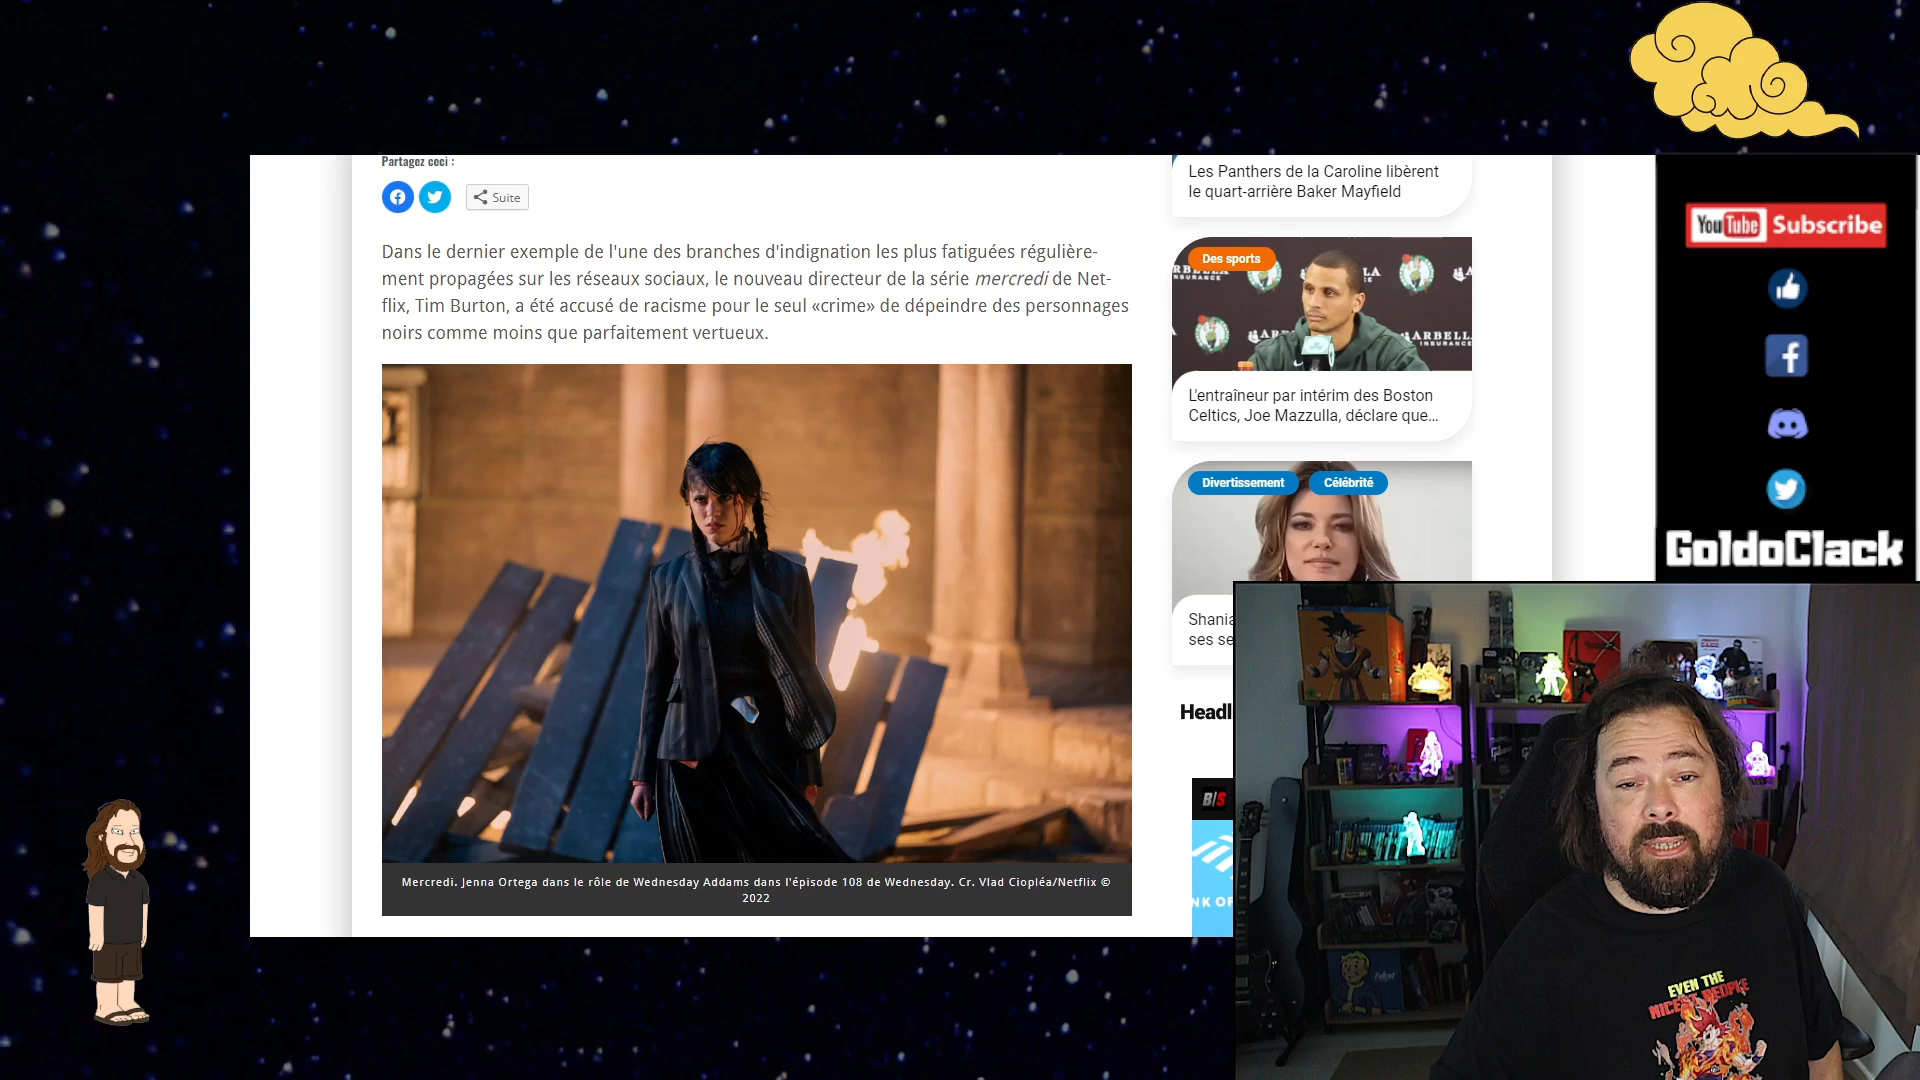 Partagez ceci :
Suite
Dans le dernier exemple de l'une des branches d'indignation les plus fatiguées régulière-
ment propagées sur les réseaux sociaux, le nouveau directeur de la série mercredi de Net-
flix, Tim Burton, a été accusé de racisme pour le seul «crime» de dépeindre des personnages
noirs comme moins que parfaitement vertueux.
Mercredi. Jenna Ortega dans le rôle de Wednesday Addams dans l'épisode 108 de Wednesday. Cr. Vlad Ciopléa/Netflix ©
2022
Les Panthers de la Caroline libèrent
le quart-arrière Baker Mayfield
Des sports
ARBELLA
INSURANCE
L'entraîneur par intérim des Boston
Celtics, Joe Mazzulla, déclare que...
Divertissement
Célébrité
Shania
ses se
Headl
B/S
NK OF
YouTube Subscribe
GoldoClack
EVEN THE
NICEST PEOPLE